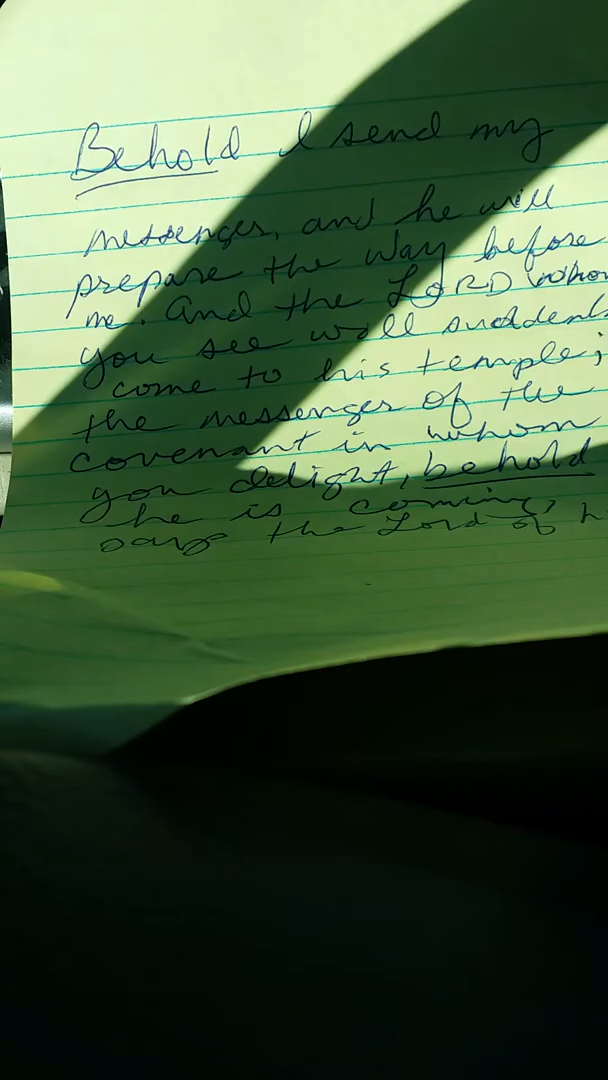 Behold I send my
messenger, and he will
prepare the way before
me. And the LORD whom
you see will suddenl
come to his temple;
the messenger of the
covenant in whom
you delight, behold
he is coming,
says the Lord of h